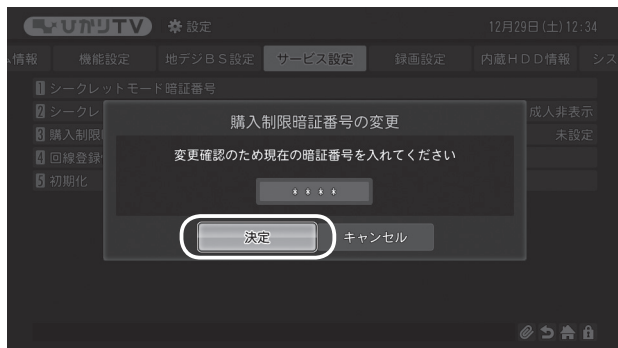 ひかりTV 設定 12月29日(土)12:34
情報 機能設定 地デジBS設定 サービス設定 録画設定 内蔵HDD情報 シス
1 シークレットモード暗証番号
2 シークレ 成人非表示
3 購入制限 未設定
4 回線登録
5 初期化
購入制限暗証番号の変更
変更確認のため現在の暗証番号を入れてください
* * * *
決定 キャンセル